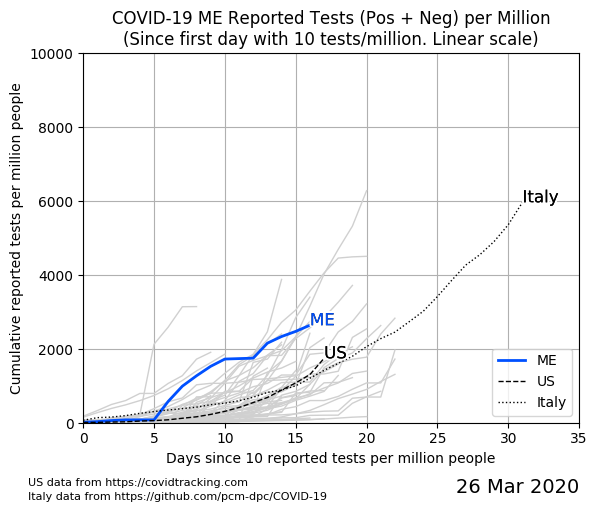 COVID-19 ME Reported Tests (Pos + Neg) per Million
(Since first day with 10 tests/million. Linear scale)
Cumulative reported tests per million people
10000
8000
6000
4000
2000
0
Italy
ME
US
ME
US
Italy
0 5 10 15 20 25 30 35
Days since 10 reported tests per million people
US data from https://covidtracking.com
Italy data from https://github.com/pcm-dpc/COVID-19
26 Mar 2020